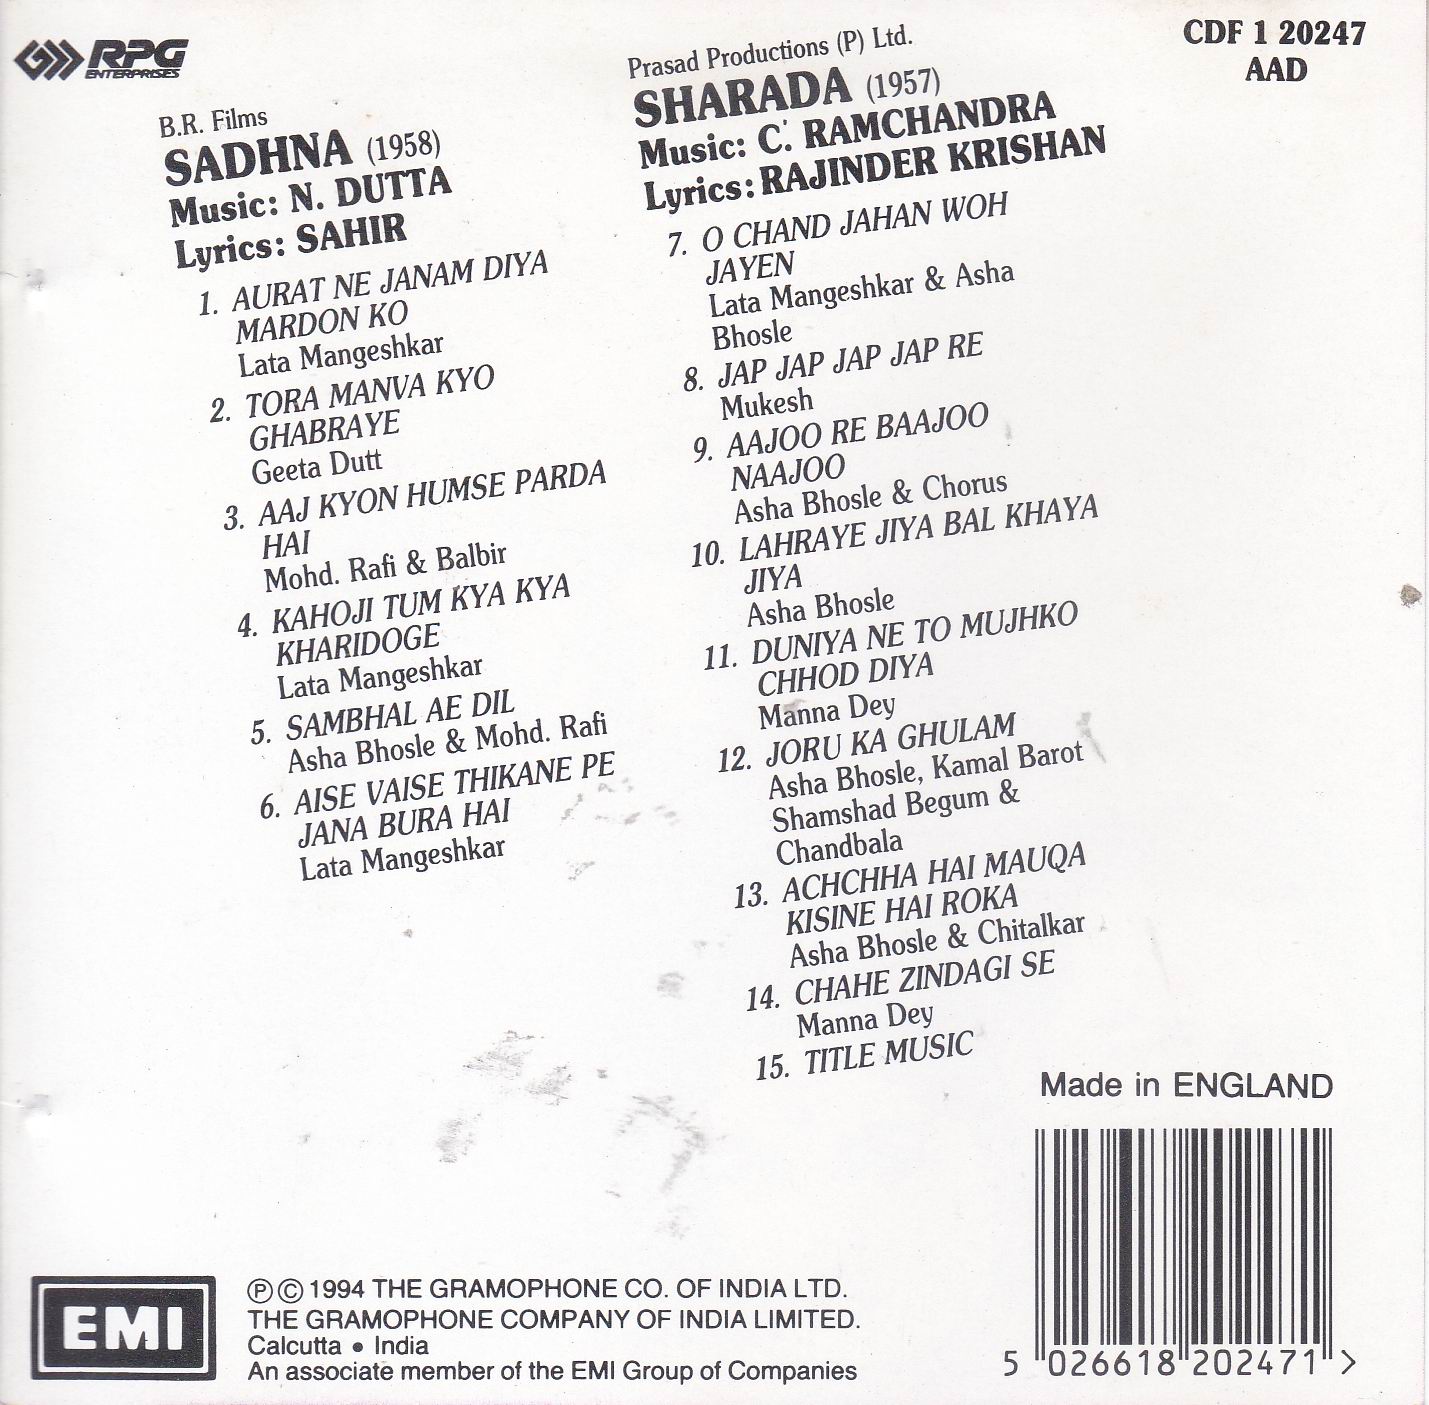 RPG
ENTERPRISES
B.R. Films
SADHNA (1958)
Music: N. DUTTA
Lyrics: SAHIR
1. AURAT NE JANAM DIYA
MARDON KO
Lata Mangeshkar
2. TORA MANVA KYO
GHABRAYE
Geeta Dutt
3. AAJ KYON HUMSE PARDA
HAI
Mohd. Rafi & Balbir
4. KAHOJI TUM KYA KYA
KHARIDOGE
Lata Mangeshkar
5. SAMBHAL AE DIL
Asha Bhosle & Mohd. Rafi
6. AISE VAISE THIKANE PE
JANA BURA HAI
Lata Mangeshkar
Prasad Productions (P) Ltd.
SHARADA (1957)
Music: C. RAMCHANDRA
Lyrics: RAJINDER KRISHAN
7. O CHAND JAHAN WOH
JAYEN
Lata Mangeshkar & Asha
Bhosle
8. JAP JAP JAP JAP RE
Mukesh
9. AAJOO RE BAAJOO
NAAJOO
Asha Bhosle & Chorus
10. LAHRAYE JIYA BAL KHAYA
JIYA
Asha Bhosle
11. DUNIYA NE TO MUJHKO
CHHOD DIYA
Manna Dey
12. JORU KA GHULAM
Asha Bhosle, Kamal Barot
Shamshad Begum &
Chandbala
13. ACHCHHA HAI MAUQA
KISINE HAI ROKA
Asha Bhosle & Chitalkar
14. CHAHE ZINDAGI SE
Manna Dey
15. TITLE MUSIC
CDF 1 20247
AAD
Made in ENGLAND
5 026618 202471 >
EMI
Ⓟ © 1994 THE GRAMOPHONE CO. OF INDIA LTD.
THE GRAMOPHONE COMPANY OF INDIA LIMITED.
Calcutta • India
An associate member of the EMI Group of Companies